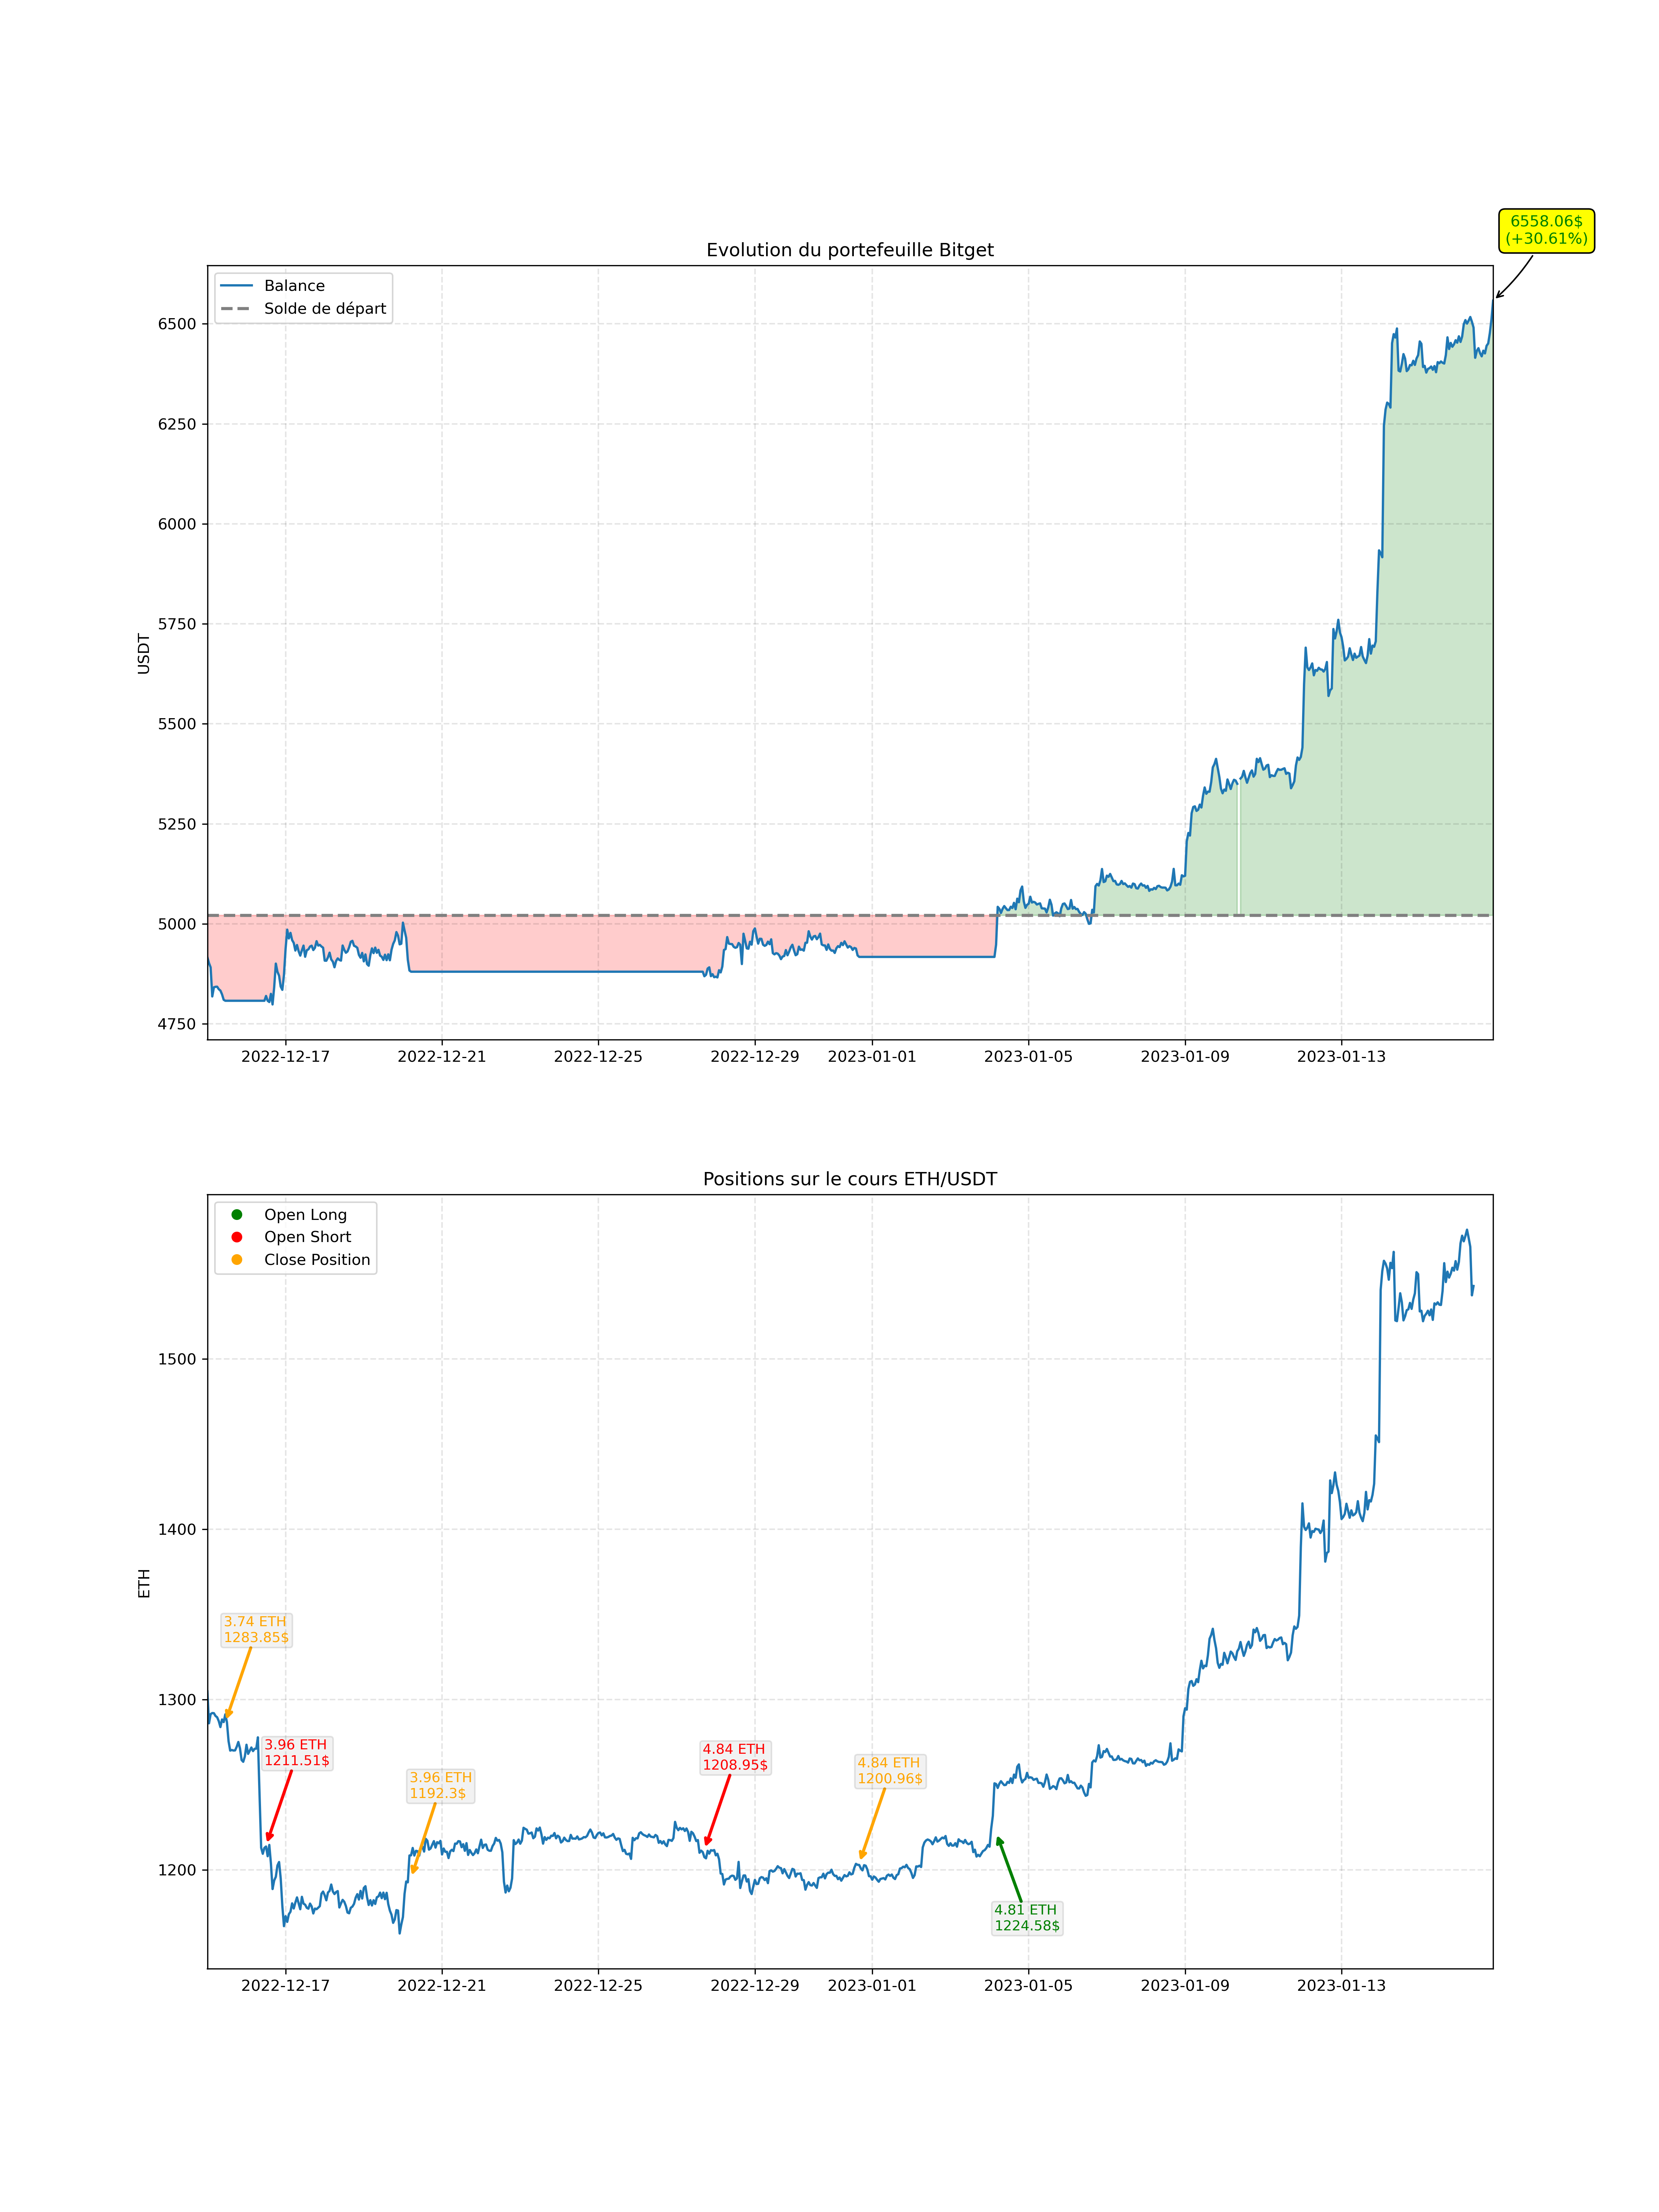 6558.06$
(+30.61%)
Evolution du portefeuille Bitget
Balance
Solde de départ
USDT
6500
6250
6000
5750
5500
5250
5000
4750
2022-12-17
2022-12-21
2022-12-25
2022-12-29
2023-01-01
2023-01-05
2023-01-09
2023-01-13
Positions sur le cours ETH/USDT
Open Long
Open Short
Close Position
ETH
1500
1400
1300
1200
3.74 ETH
1283.85$
3.96 ETH
1211.51$
3.96 ETH
1192.3$
4.84 ETH
1208.95$
4.84 ETH
1200.96$
4.81 ETH
1224.58$
2022-12-17
2022-12-21
2022-12-25
2022-12-29
2023-01-01
2023-01-05
2023-01-09
2023-01-13